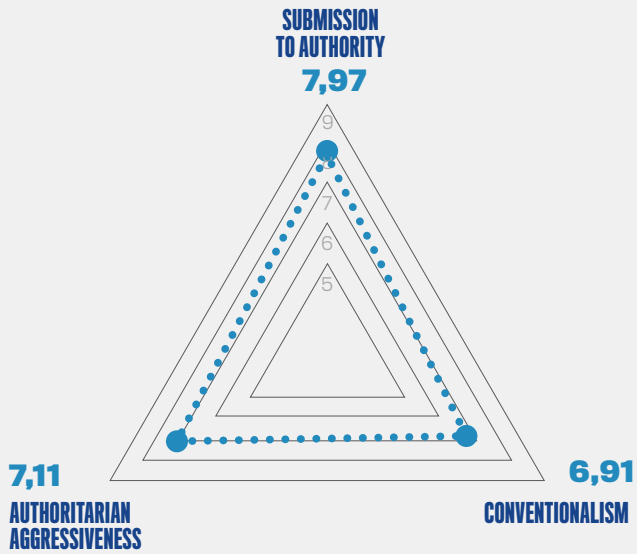 SUBMISSION
TO AUTHORITY
7,97
9
7
6
5
7,11
6,91
AUTHORITARIAN
AGGRESSIVENESS
CONVENTIONALISM